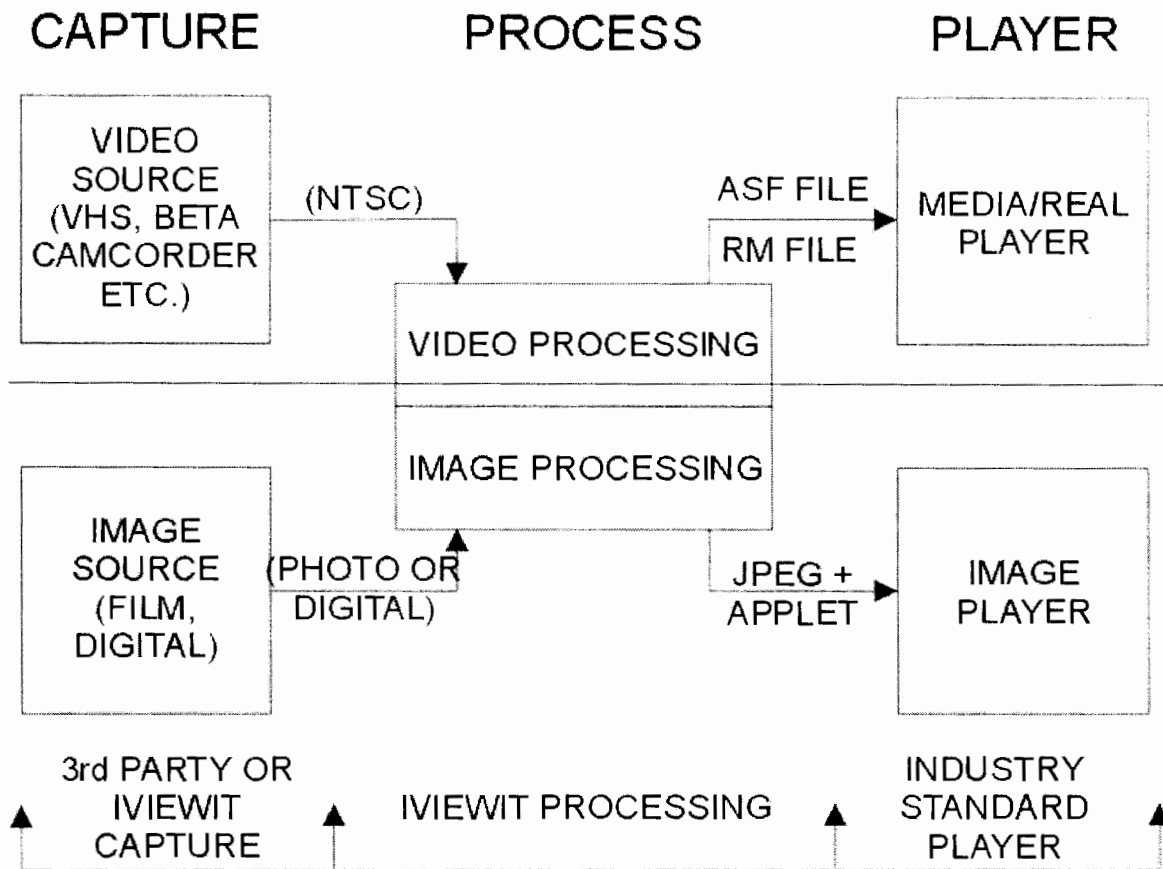 CAPTURE
PROCESS
PLAYER
VIDEO
SOURCE
(VHS, BETA
CAMCORDER
ETC.)
(NTSC)
ASF FILE
RM FILE
MEDIA/REAL
PLAYER
VIDEO PROCESSING
IMAGE PROCESSING
IMAGE
SOURCE
(FILM,
DIGITAL)
(PHOTO OR
DIGITAL)
JPEG +
APPLET
IMAGE
PLAYER
3rd PARTY OR
IVIEWIT
CAPTURE
IVIEWIT PROCESSING
INDUSTRY
STANDARD
PLAYER